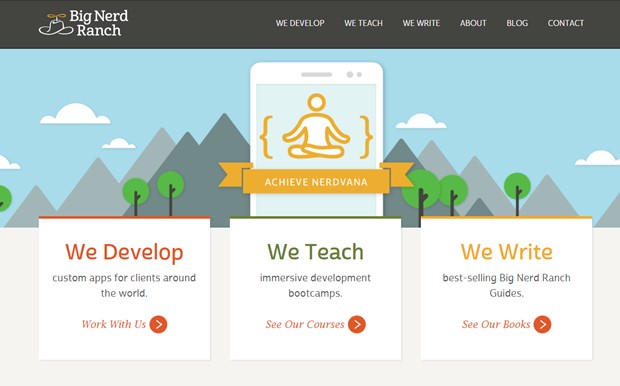 Big Nerd
Ranch
WE DEVELOP WE TEACH WE WRITE ABOUT BLOG CONTACT
{ }
ACHIEVE NERDVANA
We Develop
custom apps for clients around
the world.
Work With Us
We Teach
immersive development
bootcamps.
See Our Courses
We Write
best-selling Big Nerd Ranch
Guides.
See Our Books